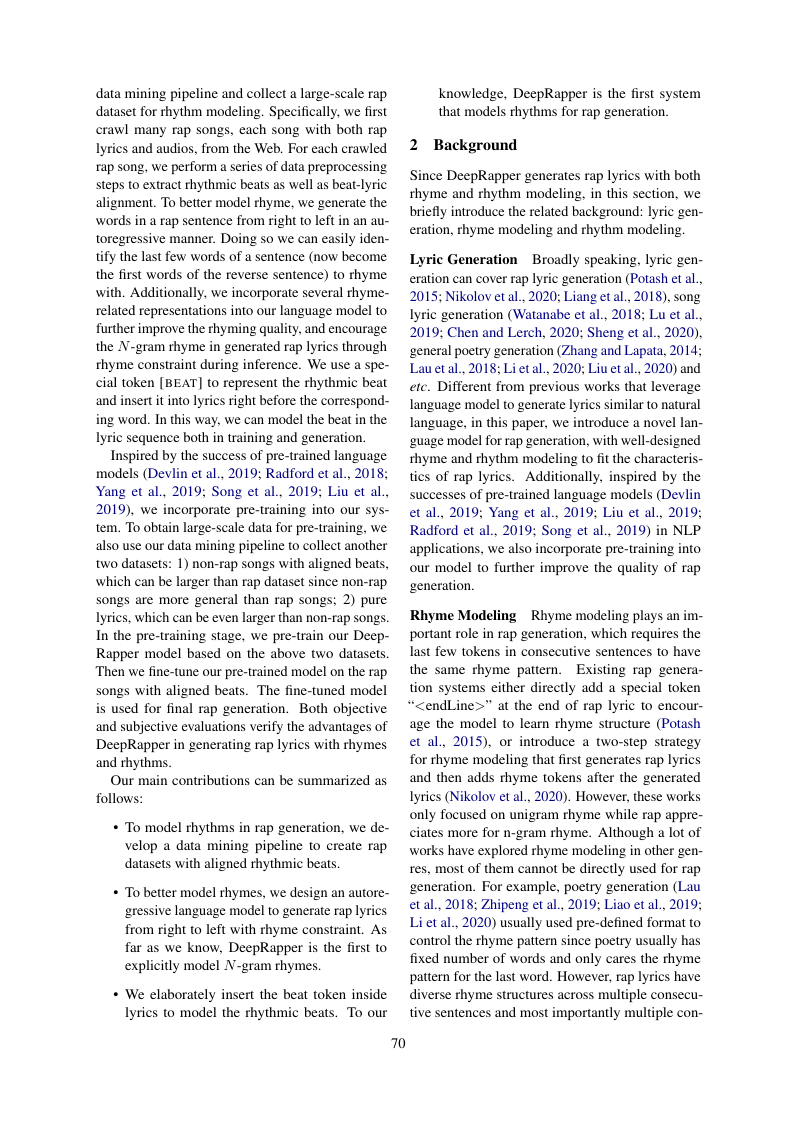 data mining pipeline and collect a large-scale rap
dataset for rhythm modeling. Specifically, we first
crawl many rap songs, each song with both rap
lyrics and audios, from the Web. For each crawled
rap song, we perform a series of data preprocessing
steps to extract rhythmic beats as well as beat-lyric
alignment. To better model rhyme, we generate the
words in a rap sentence from right to left in an au-
toregressive manner. Doing so we can easily iden-
tify the last few words of a sentence (now become
the first words of the reverse sentence) to rhyme
with. Additionally, we incorporate several rhyme-
related representations into our language model to
further improve the rhyming quality, and encourage
the N-gram rhyme in generated rap lyrics through
rhyme constraint during inference. We use a spe-
cial token [BEAT] to represent the rhythmic beat
and insert it into lyrics right before the correspond-
ing word. In this way, we can model the beat in the
lyric sequence both in training and generation.
Inspired by the success of pre-trained language
models (Devlin et al., 2019; Radford et al., 2018;
Yang et al., 2019; Song et al., 2019; Liu et al.,
2019), we incorporate pre-training into our sys-
tem. To obtain large-scale data for pre-training, we
also use our data mining pipeline to collect another
two datasets: 1) non-rap songs with aligned beats,
which can be larger than rap dataset since non-rap
songs are more general than rap songs; 2) pure
lyrics, which can be even larger than non-rap songs.
In the pre-training stage, we pre-train our Deep-
Rapper model based on the above two datasets.
Then we fine-tune our pre-trained model on the rap
songs with aligned beats. The fine-tuned model
is used for final rap generation. Both objective
and subjective evaluations verify the advantages of
DeepRapper in generating rap lyrics with rhymes
and rhythms.
Our main contributions can be summarized as
follows:
• To model rhythms in rap generation, we de-
velop a data mining pipeline to create rap
datasets with aligned rhythmic beats.
• To better model rhymes, we design an autore-
gressive language model to generate rap lyrics
from right to left with rhyme constraint. As
far as we know, DeepRapper is the first to
explicitly model N-gram rhymes.
• We elaborately insert the beat token inside
lyrics to model the rhythmic beats. To our
knowledge, DeepRapper is the first system
that models rhythms for rap generation.
2 Background
Since DeepRapper generates rap lyrics with both
rhyme and rhythm modeling, in this section, we
briefly introduce the related background: lyric gen-
eration, rhyme modeling and rhythm modeling.
Lyric Generation Broadly speaking, lyric gen-
eration can cover rap lyric generation (Potash et al.,
2015; Nikolov et al., 2020; Liang et al., 2018), song
lyric generation (Watanabe et al., 2018; Lu et al.,
2019; Chen and Lerch, 2020; Sheng et al., 2020),
general poetry generation (Zhang and Lapata, 2014;
Lau et al., 2018; Li et al., 2020; Liu et al., 2020) and
etc. Different from previous works that leverage
language model to generate lyrics similar to natural
language, in this paper, we introduce a novel lan-
guage model for rap generation, with well-designed
rhyme and rhythm modeling to fit the characteris-
tics of rap lyrics. Additionally, inspired by the
successes of pre-trained language models (Devlin
et al., 2019; Yang et al., 2019; Liu et al., 2019;
Radford et al., 2019; Song et al., 2019) in NLP
applications, we also incorporate pre-training into
our model to further improve the quality of rap
generation.
Rhyme Modeling Rhyme modeling plays an im-
portant role in rap generation, which requires the
last few tokens in consecutive sentences to have
the same rhyme pattern. Existing rap genera-
tion systems either directly add a special token
“<endLine>” at the end of rap lyric to encour-
age the model to learn rhyme structure (Potash
et al., 2015), or introduce a two-step strategy
for rhyme modeling that first generates rap lyrics
and then adds rhyme tokens after the generated
lyrics (Nikolov et al., 2020). However, these works
only focused on unigram rhyme while rap appre-
ciates more for n-gram rhyme. Although a lot of
works have explored rhyme modeling in other gen-
res, most of them cannot be directly used for rap
generation. For example, poetry generation (Lau
et al., 2018; Zhipeng et al., 2019; Liao et al., 2019;
Li et al., 2020) usually used pre-defined format to
control the rhyme pattern since poetry usually has
fixed number of words and only cares the rhyme
pattern for the last word. However, rap lyrics have
diverse rhyme structures across multiple consecu-
tive sentences and most importantly multiple con-
70